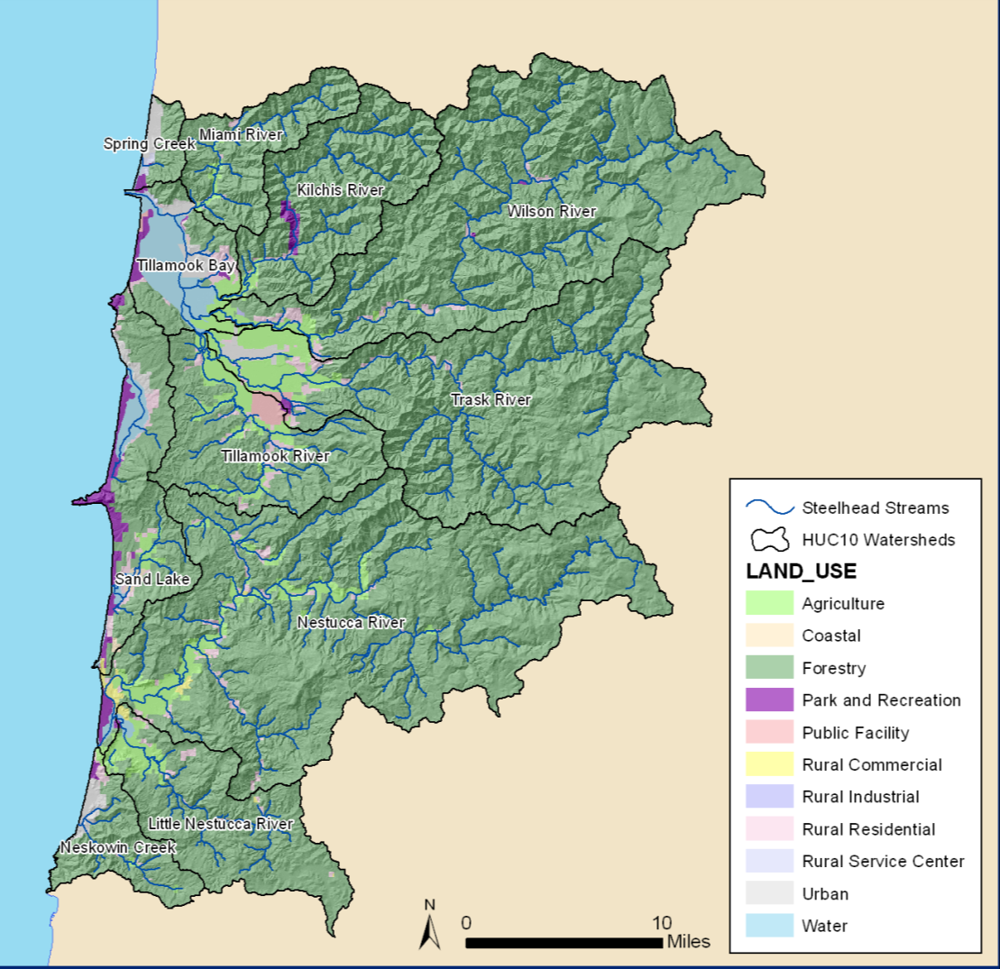 Spring Creek
Miami River
Kilchis River
Wilson River
Tillamook Bay
Trask River
Tillamook River
Sand Lake
Nestucca River
Little Nestucca River
Neskowin Creek
Steelhead Streams
HUC10 Watersheds
LAND_USE
Agriculture
Coastal
Forestry
Park and Recreation
Public Facility
Rural Commercial
Rural Industrial
Rural Residential
Rural Service Center
Urban
Water
N
0 10
Miles